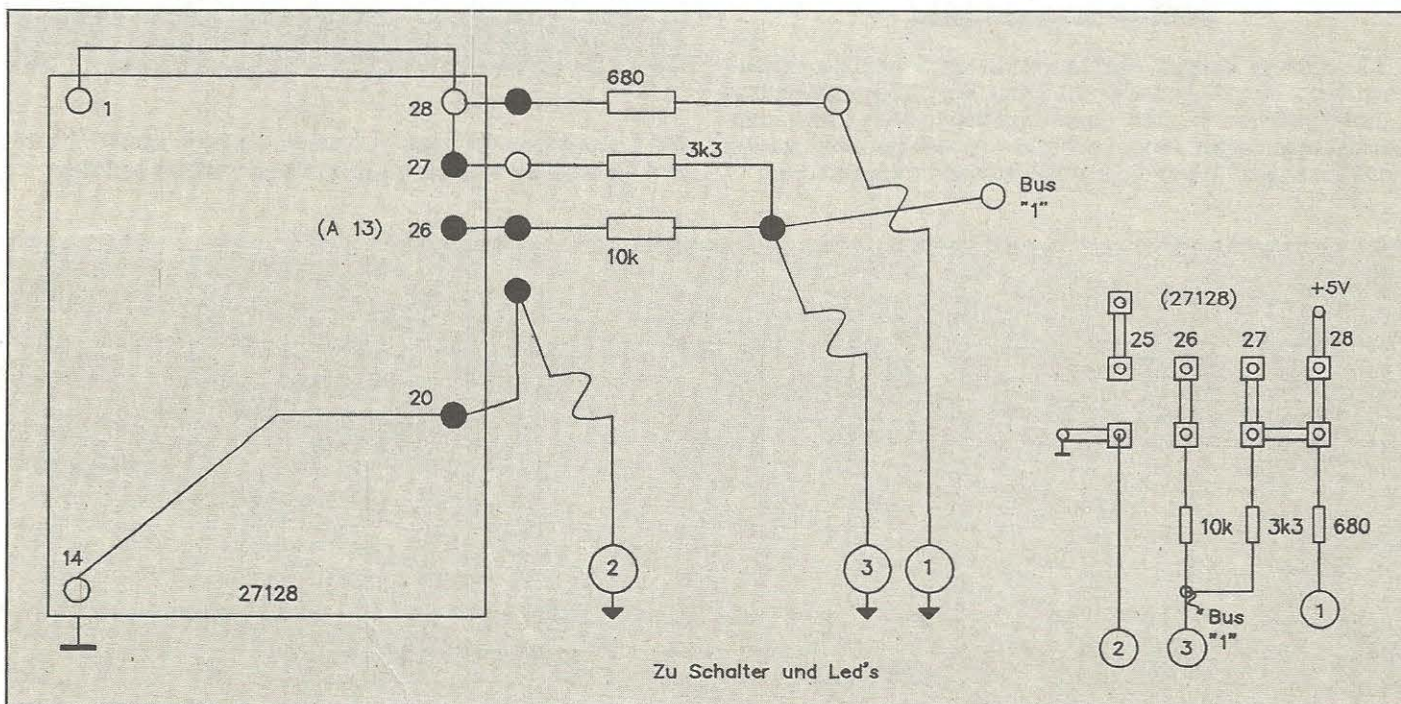 680
1
28
3k3
27
Bus
"1"
(A 13) 26
10k
+5V
(27128)
25 26 27 28
20
10k 3k3 680
14
2 3 1
27128
1
Bus
"1"
2 3
Zu Schalter und Led's